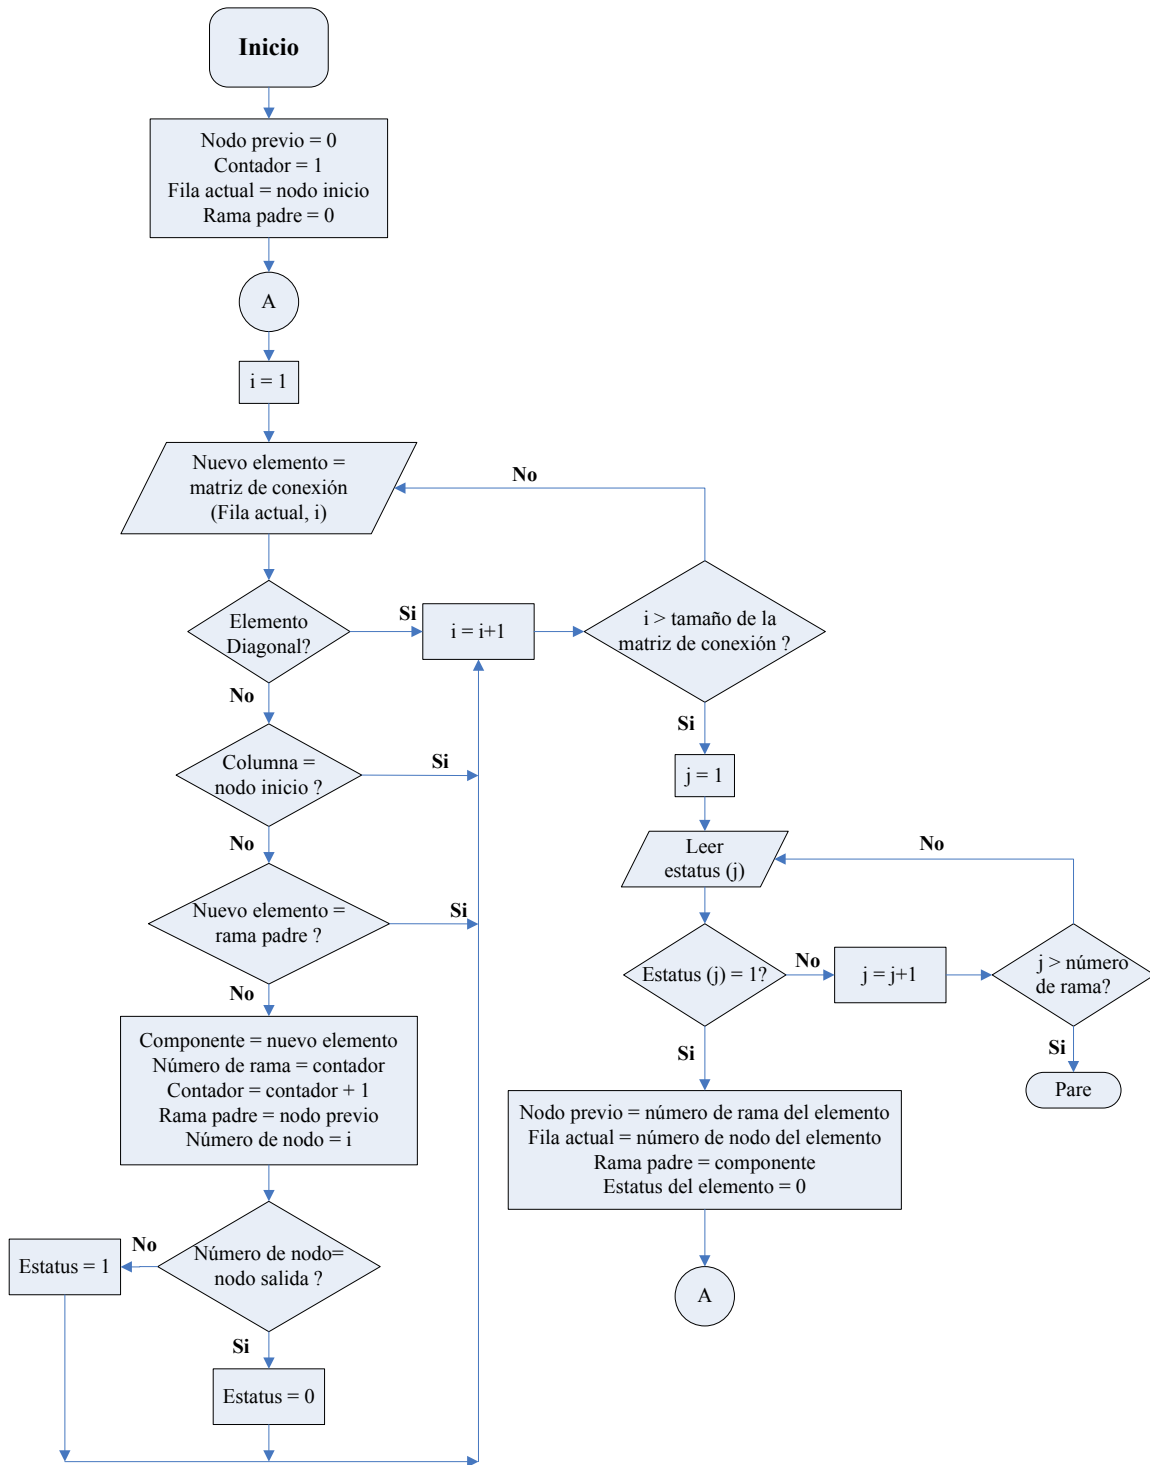 Inicio
Nodo previo = 0
Contador = 1
Fila actual = nodo inicio
Rama padre = 0
A
i = 1
Nuevo elemento =
matriz de conexión
(Fila actual, i)
No
Elemento
Diagonal?
Si
i = i+1
i > tamaño de la
matriz de conexión ?
No
Si
Columna =
nodo inicio ?
Si
j = 1
No
Leer
estatus (j)
No
Nuevo elemento =
rama padre ?
Si
Estatus (j) = 1?
No
j = j+1
j > número
de rama?
No
Si
Si
Pare
Componente = nuevo elemento
Número de rama = contador
Contador = contador + 1
Rama padre = nodo previo
Número de nodo = i
Nodo previo = número de rama del elemento
Fila actual = número de nodo del elemento
Rama padre = componente
Estatus del elemento = 0
Número de nodo=
nodo salida ?
No
Estatus = 1
A
Si
Estatus = 0